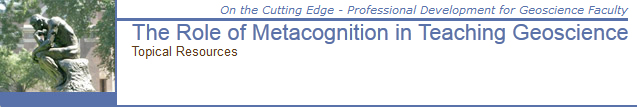 On the Cutting Edge - Professional Development for Geoscience Faculty
The Role of Metacognition in Teaching Geoscience
Topical Resources